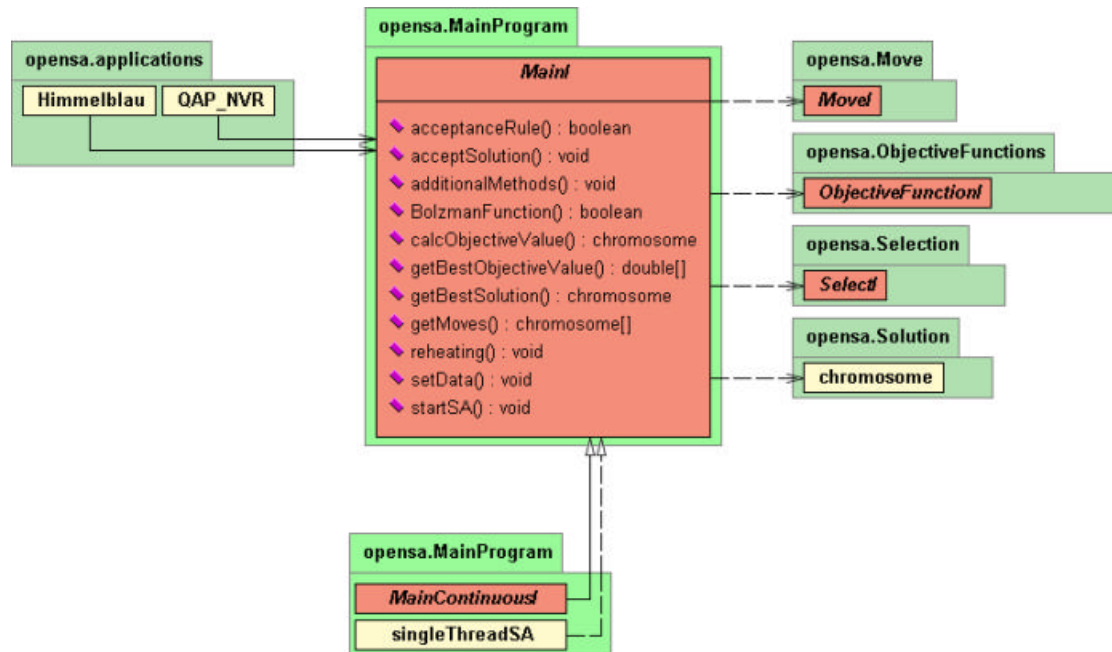 opensa.applications
Himmelblau
QAP_NVR
opensa.MainProgram
MainI
acceptanceRule() : boolean
acceptSolution() : void
additionalMethods() : void
BolzmanFunction() : boolean
calcObjectiveValue() : chromosome
getBestObjectiveValue() : double[]
getBestSolution() : chromosome
getMoves() : chromosome[]
reheating() : void
setData() : void
startSA() : void
opensa.Move
MoveI
opensa.ObjectiveFunctions
ObjectiveFunctionI
opensa.Selection
SelectI
opensa.Solution
chromosome
opensa.MainProgram
MainContinuousI
singleThreadSA